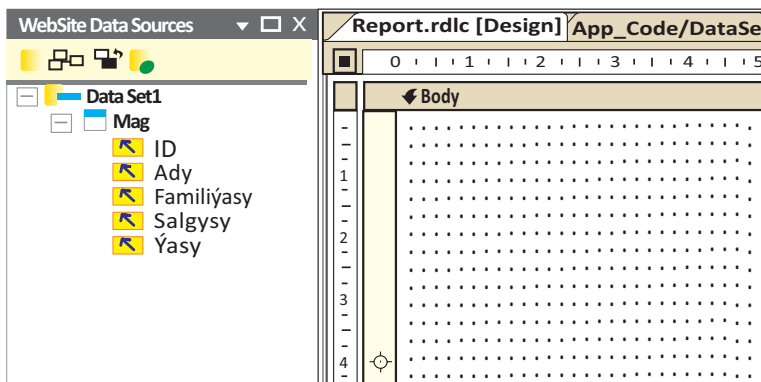 WebSite Data Sources X
Data Set1
Mag
ID
Ady
Familiýasy
Salgysy
Ýasy
Report.rdlc [Design] App_Code/DataSe
0 1 2 3 4 5
Body
1
2
3
4